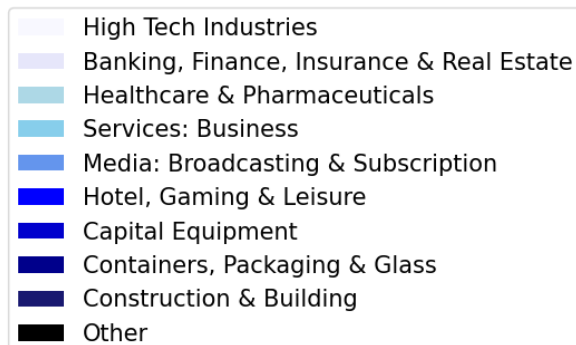 High Tech Industries
Banking, Finance, Insurance & Real Estate
Healthcare & Pharmaceuticals
Services: Business
Media: Broadcasting & Subscription
Hotel, Gaming & Leisure
Capital Equipment
Containers, Packaging & Glass
Construction & Building
Other